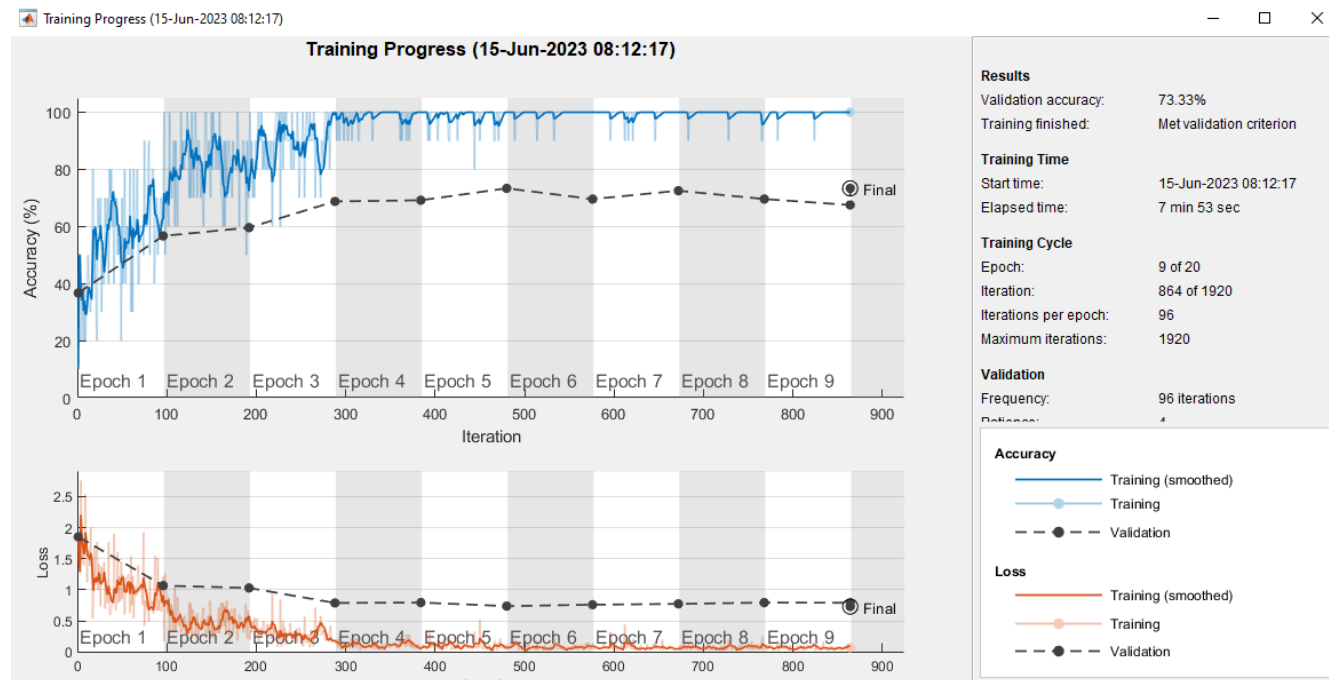 Training Progress (15-Jun-2023 08:12:17)
Training Progress (15-Jun-2023 08:12:17)
Accuracy (%)
100
80
60
40
20
0
Final
Epoch 1 Epoch 2 Epoch 3 Epoch 4 Epoch 5 Epoch 6 Epoch 7 Epoch 8 Epoch 9
0 100 200 300 400 500 600 700 800 900
Iteration
Loss
2.5
2
1.5
1
0.5
0
Final
Epoch 1 Epoch 2 Epoch 3 Epoch 4 Epoch 5 Epoch 6 Epoch 7 Epoch 8 Epoch 9
0 100 200 300 400 500 600 700 800 900
Results
Validation accuracy: 73.33%
Training finished: Met validation criterion
Training Time
Start time: 15-Jun-2023 08:12:17
Elapsed time: 7 min 53 sec
Training Cycle
Epoch: 9 of 20
Iteration: 864 of 1920
Iterations per epoch: 96
Maximum iterations: 1920
Validation
Frequency: 96 iterations
Accuracy
Training (smoothed)
Training
Validation
Loss
Training (smoothed)
Training
Validation